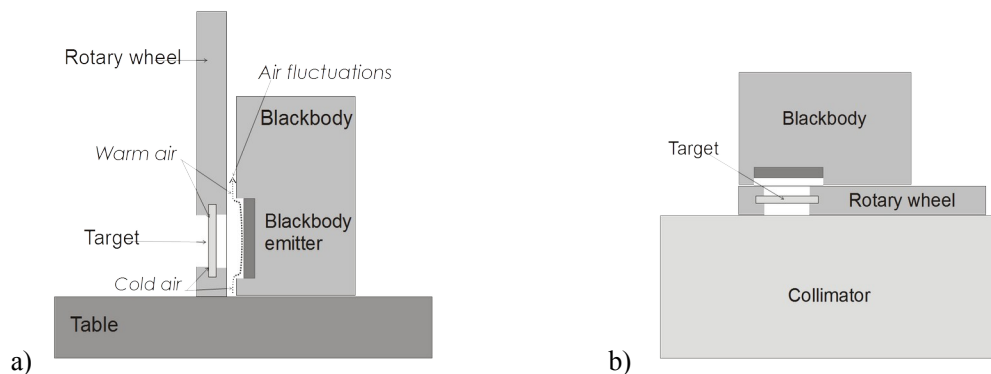 Rotary wheel
Air fluctuations
Blackbody
Warm air
Target
Blackbody
emitter
Cold air
Table
a)
Blackbody
Target
Rotary wheel
Collimator
b)